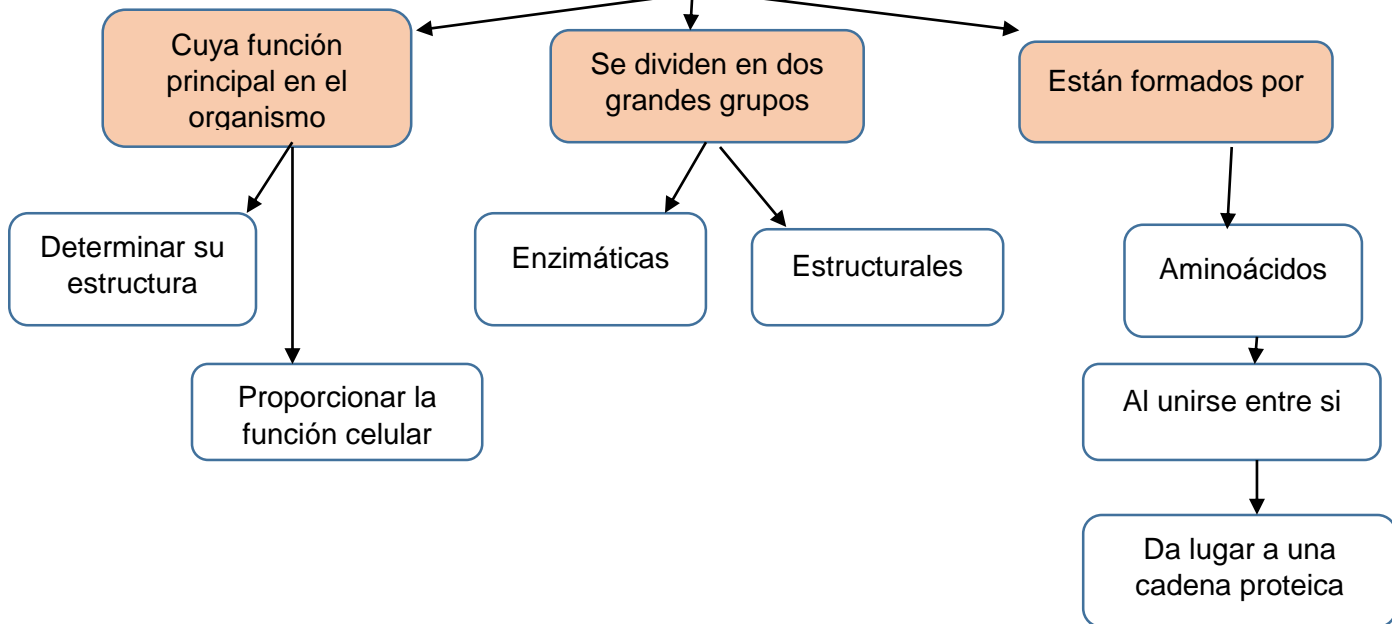 Cuya función
principal en el
organismo
Se dividen en dos
grandes grupos
Están formados por
Determinar su
estructura
Enzimáticas
Estructurales
Aminoácidos
Proporcionar la
función celular
Al unirse entre si
Da lugar a una
cadena proteica